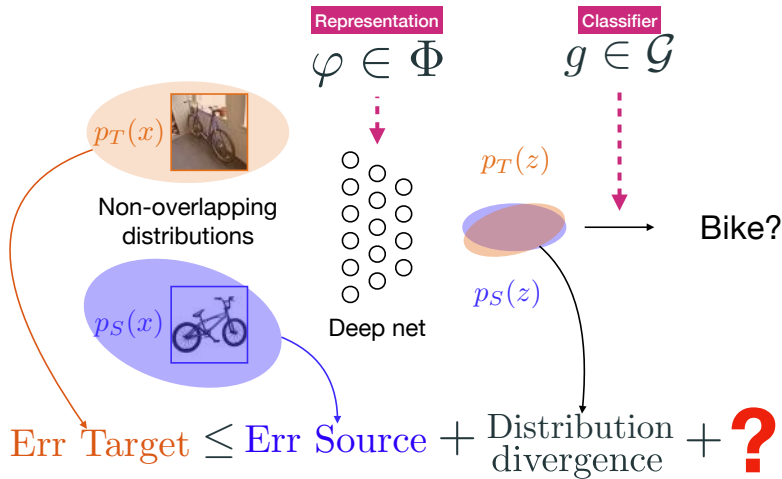 Representation
Classifier
φ ∈ Φ
g ∈ 𝒢
p_T(x)
p_T(z)
Non-overlapping
distributions
Bike?
p_S(x)
p_S(z)
Deep net
Err Target ≤ Err Source + Distribution divergence + ?